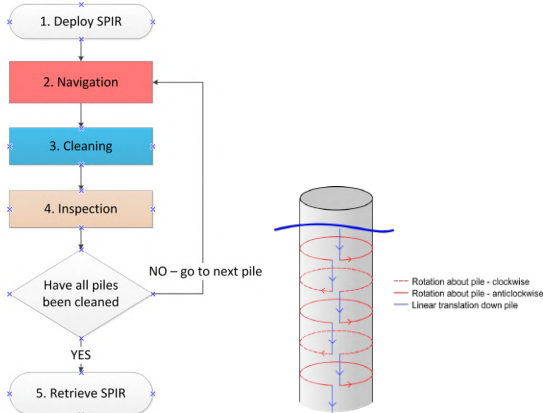 1. Deploy SPIR
2. Navigation
3. Cleaning
4. Inspection
NO – go to next pile
Have all piles
been cleaned
YES
5. Retrieve SPIR
Rotation about pile - clockwise
Rotation about pile - anticlockwise
Linear translation down pile